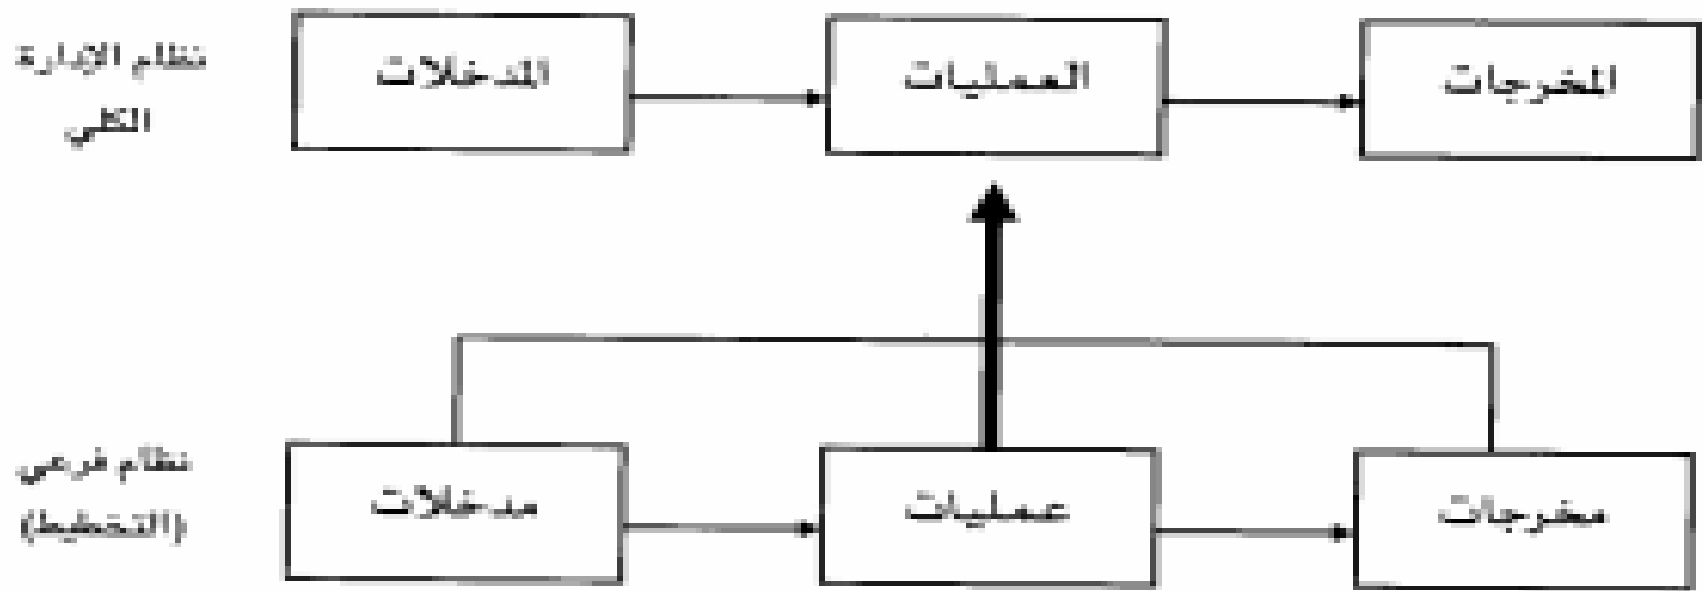 نظام الإدارة
الكلي
المدخلات
العمليات
المخرجات
نظام فرعي
(التخطيط)
مدخلات
عمليات
مخرجات